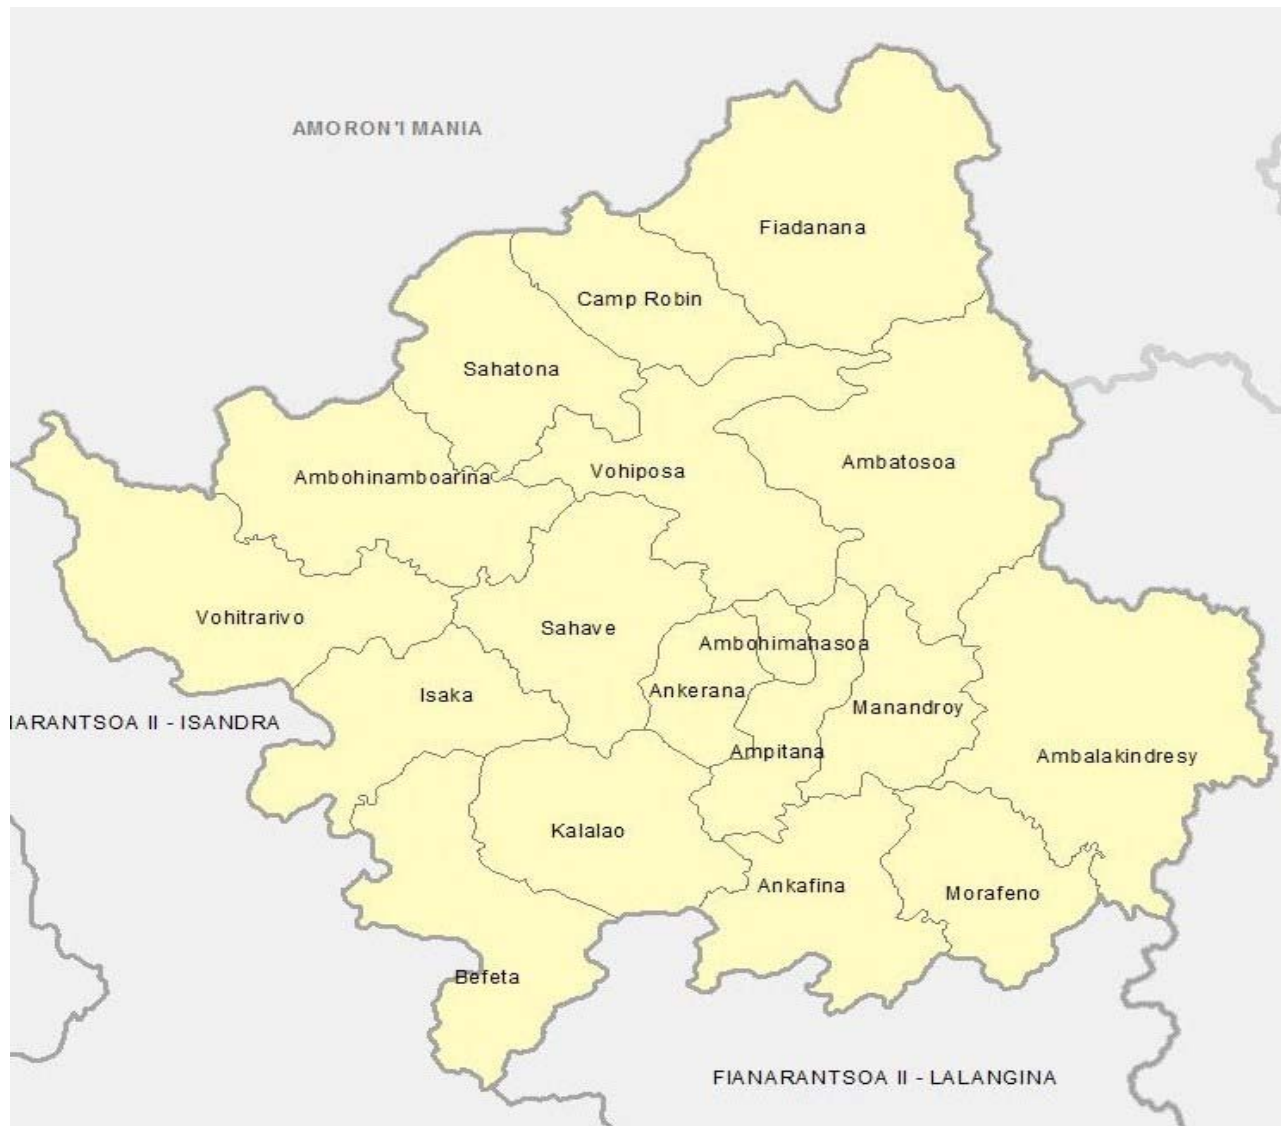 AMORON'I MANIA
Fiadanana
Camp Robin
Sahatona
Ambatosoa
Vohiposa
Ambohinamboarina
Vohitrarivo
Sahave
Ambohimahasoa
Isaka
Ankerana
Manandroy
IARANTSOA II - ISANDRA
Ampitana
Ambalakindresy
Kalalao
Ankafina
Morafeno
Befeta
FIANARANTSOA II - LALANGINA